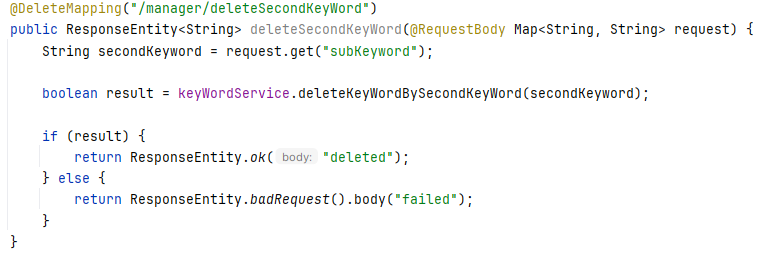 @DeleteMapping("/manager/deleteSecondKeyWord")
public ResponseEntity<String> deleteSecondKeyWord(@RequestBody Map<String, String> request) {
    String secondKeyword = request.get("subKeyword");

    boolean result = keyWordService.deleteKeyWordBySecondKeyWord(secondKeyword);

    if (result) {
        return ResponseEntity.ok( body: "deleted");
    } else {
        return ResponseEntity.badRequest().body("failed");
    }
}